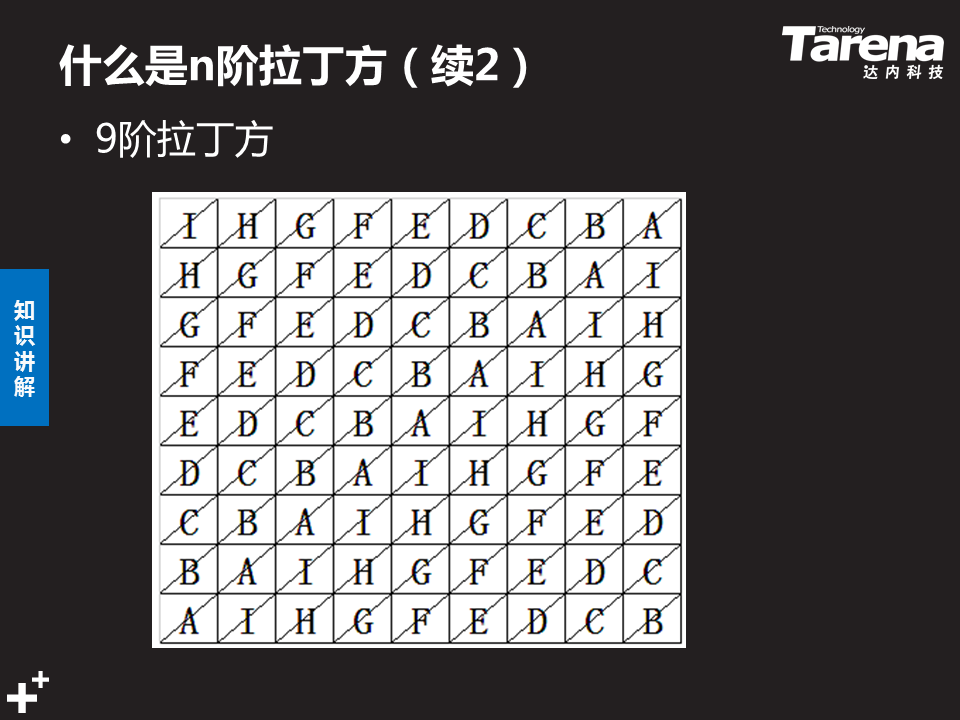 什么是n阶拉丁方（续2）
Technology
Tarena
达内科技
• 9阶拉丁方
I H G F E D C B A
H G F E D C B A I
G F E D C B A I H
F E D C B A I H G
E D C B A I H G F
D C B A I H G F E
C B A I H G F E D
B A I H G F E D C
A I H G F E D C B
知
识
讲
解